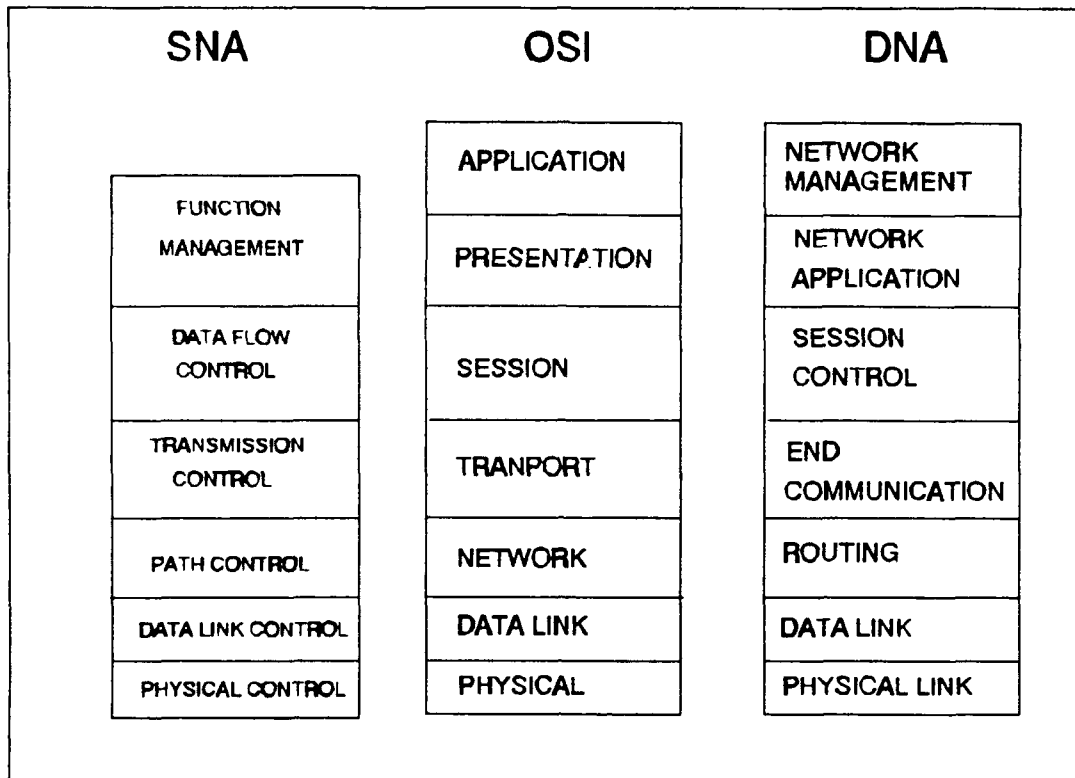 SNA
FUNCTION
MANAGEMENT
DATA FLOW
CONTROL
TRANSMISSION
CONTROL
PATH CONTROL
DATA LINK CONTROL
PHYSICAL CONTROL
OSI
APPLICATION
PRESENTATION
SESSION
TRANPORT
NETWORK
DATA LINK
PHYSICAL
DNA
NETWORK
MANAGEMENT
NETWORK
APPLICATION
SESSION
CONTROL
END
COMMUNICATION
ROUTING
DATA LINK
PHYSICAL LINK